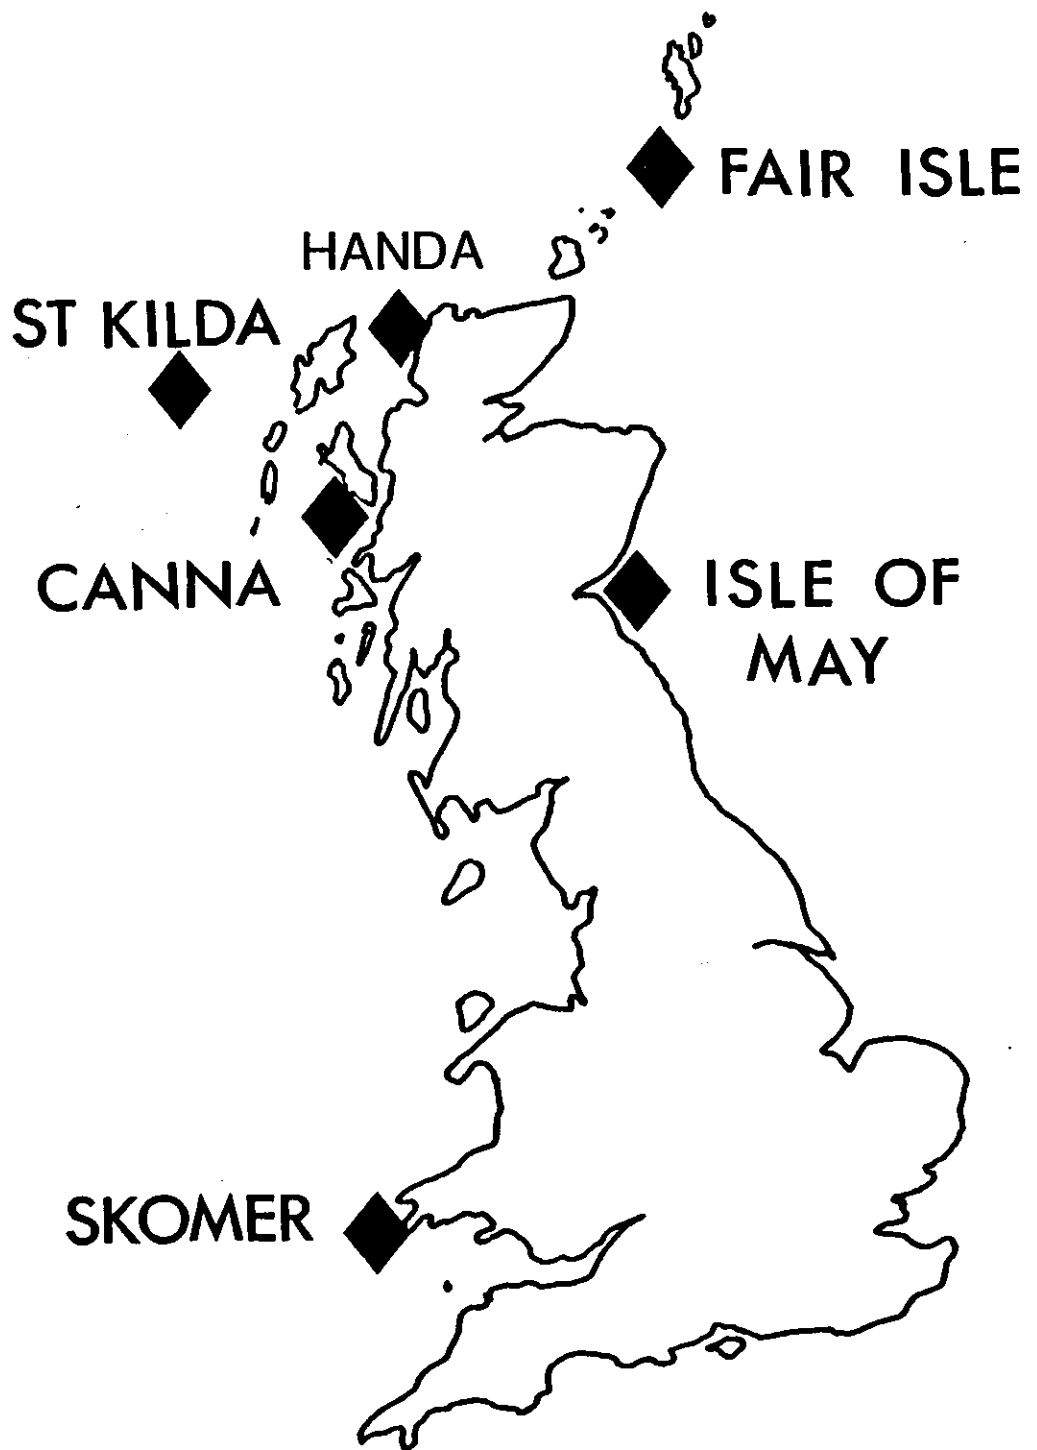 FAIR ISLE
HANDA
ST KILDA
CANNA
ISLE OF
MAY
SKOMER